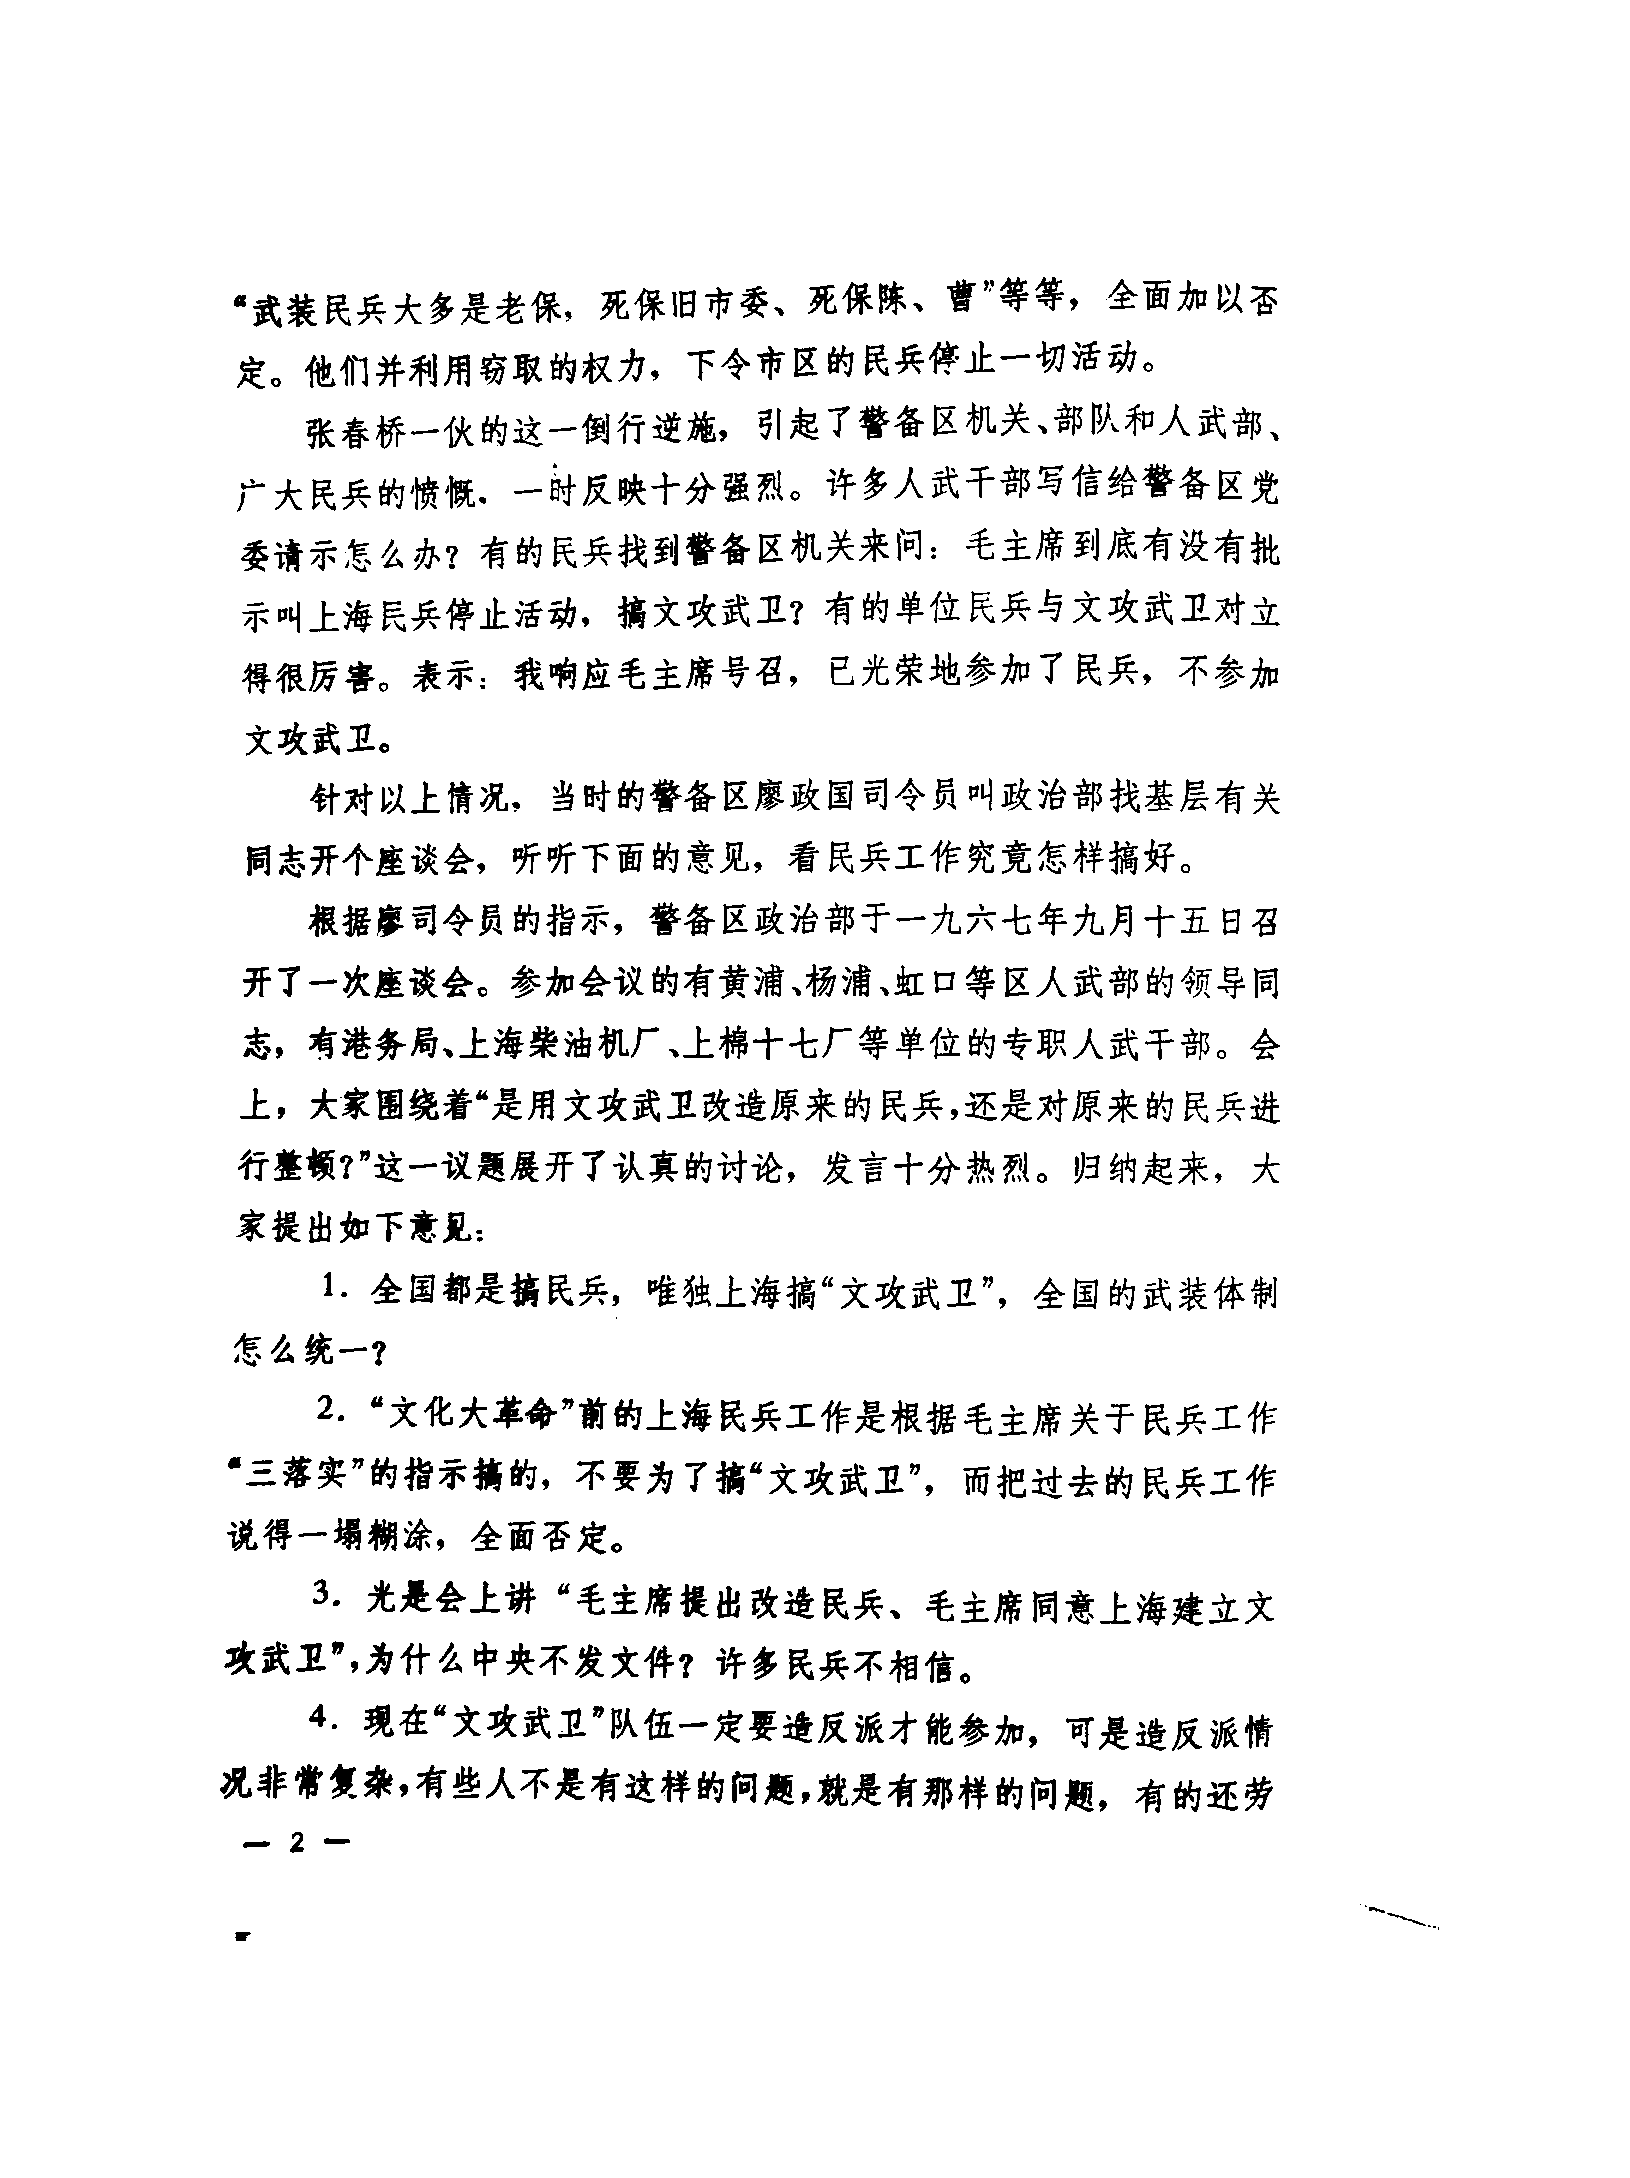 “武装民兵大多是老保，死保旧市委、死保陈、曹”等等，全面加以否
定。他们并利用窃取的权力，下令市区的民兵停止一切活动。
张春桥一伙的这一倒行逆施，引起了警备区机关、部队和人武部、
广大民兵的愤慨．一时反映十分强烈。许多人武干部写信给警备区党
委请示怎么办？有的民兵找到警备区机关来问：毛主席到底有没有批
示叫上海民兵停止活动，搞文攻武卫？有的单位民兵与文攻武卫对立
得很厉害。表示：我响应毛主席号召，已光荣地参加了民兵，不参加
文攻武卫。
针对以上情况，当时的警备区廖政国司令员叫政治部找基层有关
同志开个座谈会，听听下面的意见，看民兵工作究竟怎样搞好。
根据廖司令员的指示，警备区政治部于一九六七年九月十五日召
开了一次座谈会。参加会议的有黄浦、杨浦、虹口等区人武部的领导同
志，有港务局、上海柴油机厂、上棉十七厂等单位的专职人武干部。会
上，大家围绕着“是用文攻武卫改造原来的民兵，还是对原来的民兵进
行整顿？”这一议题展开了认真的讨论，发言十分热烈。归纳起来，大
家提出如下意见：
1．全国都是搞民兵，唯独上海搞“文攻武卫”，全国的武装体制
怎么统一？
2．“文化大革命”前的上海民兵工作是根据毛主席关于民兵工作
“三落实”的指示搞的，不要为了搞“文攻武卫”，而把过去的民兵工作
说得一塌糊涂，全面否定。
3．光是会上讲“毛主席提出改造民兵、毛主席同意上海建立文
攻武卫”，为什么中央不发文件？许多民兵不相信。
4．现在“文攻武卫”队伍一定要造反派才能参加，可是造反派情
况非常复杂，有些人不是有这样的问题，就是有那样的问题，有的还劳
— 2 —